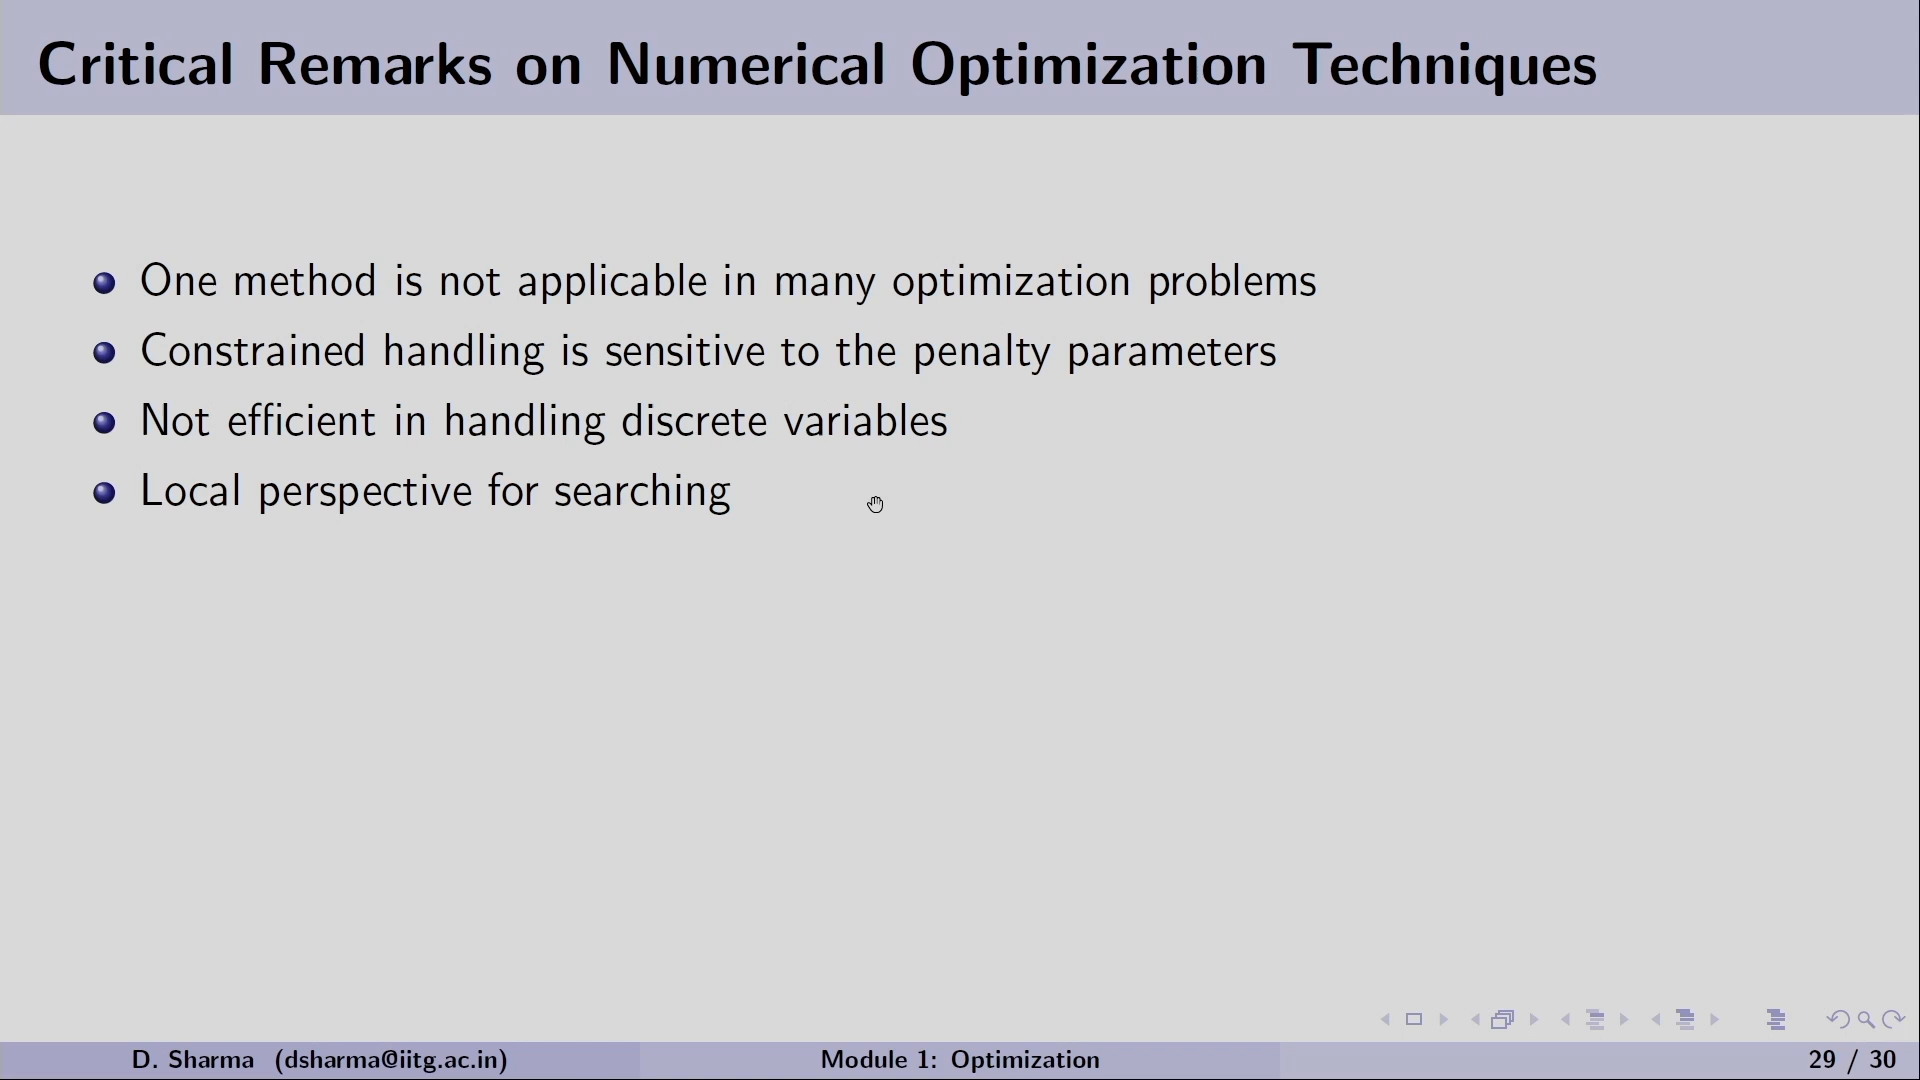 Critical Remarks on Numerical Optimization Techniques
One method is not applicable in many optimization problems
Constrained handling is sensitive to the penalty parameters
Not efficient in handling discrete variables
Local perspective for searching
D. Sharma (dsharma@iitg.ac.in)
Module 1: Optimization
29 / 30